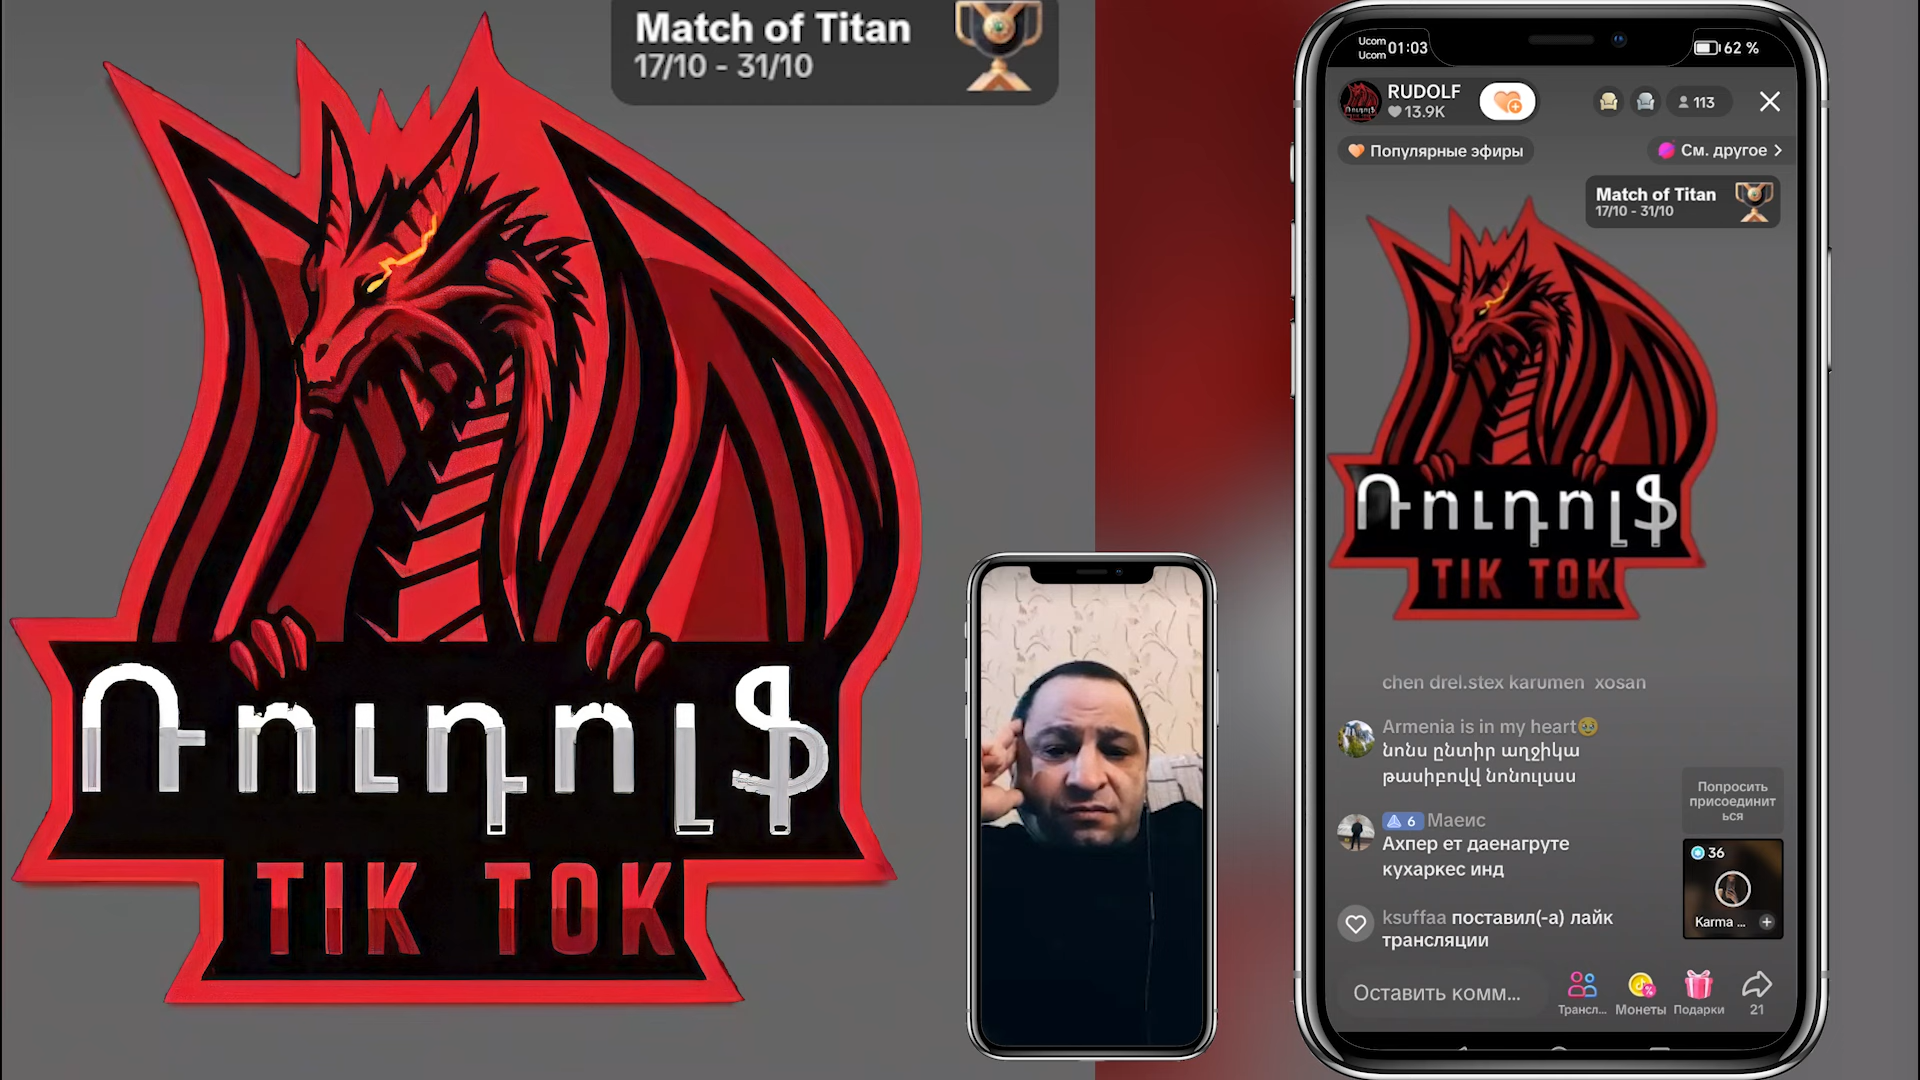 Match of Titan
17/10 - 31/10
Ռուդոլֆ
TIK TOK
Ucom
Ucom
01:03
62 %
RUDOLF
13.9K
113
Популярные эфиры
См. другое
Match of Titan
17/10 - 31/10
Ռուդոլֆ
TIK TOK
chen drel.stex karumen xosan
Armenia is in my heart🥹
նոնս ընտիր աղջիկա
թասիբովվ նոնուլսսս
6 Маеис
Ахпер ет даенагруте
кухаркес инд
ksuffaa поставил(-а) лайк
трансляции
Попросить
присоединит
ься
36
Karma ...
Оставить комм...
Трансл...
Монеты
Подарки
21